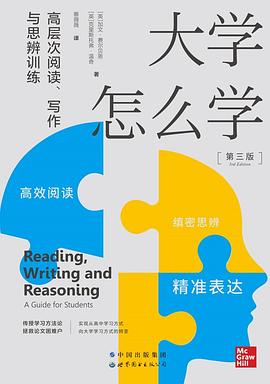 大学
怎么学
[第三版]
3rd Edition
高层次阅读、写作
与思辨训练
[英]加文·费尔贝恩
[英]克里斯托弗·温奇
著
译
高效阅读
缜密思辨
精准表达
Reading,
Writing and
Reasoning
A Guide for Students
传授学习方法论
拯救论文困难户
实现从高中学习方式
向大学学习方式的转变
中国出版集团
世界图书出版公司
Mc
Graw
Hill